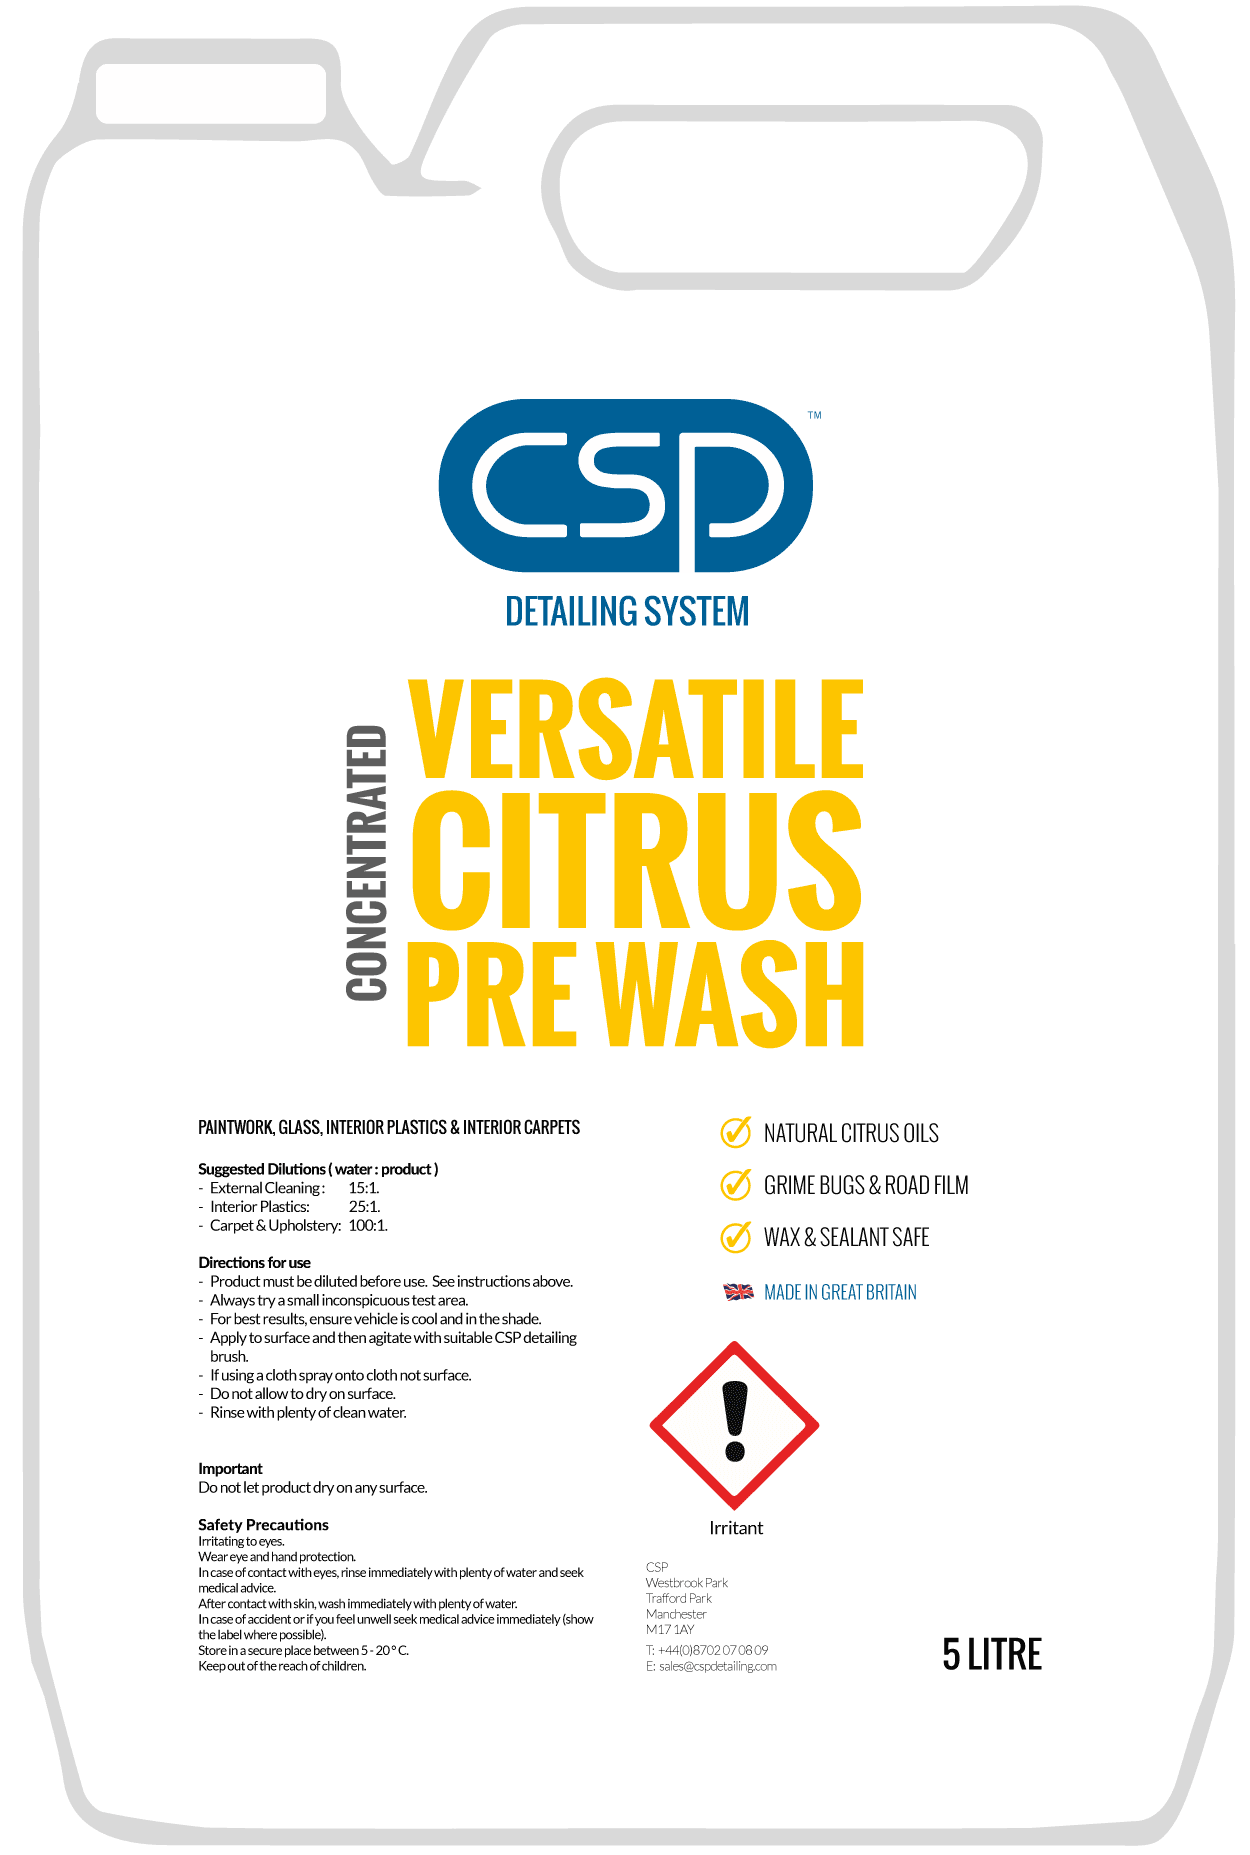 CSP
™
DETAILING SYSTEM
CONCENTRATED
VERSATILE
CITRUS
PRE WASH
PAINTWORK, GLASS, INTERIOR PLASTICS & INTERIOR CARPETS
Suggested Dilutions ( water : product )
- External Cleaning : 15:1.
- Interior Plastics: 25:1.
- Carpet & Upholstery: 100:1.
Directions for use
- Product must be diluted before use. See instructions above.
- Always try a small inconspicuous test area.
- For best results, ensure vehicle is cool and in the shade.
- Apply to surface and then agitate with suitable CSP detailing
brush.
- If using a cloth spray onto cloth not surface.
- Do not allow to dry on surface.
- Rinse with plenty of clean water.
Important
Do not let product dry on any surface.
Safety Precautions
Irritating to eyes.
Wear eye and hand protection.
In case of contact with eyes, rinse immediately with plenty of water and seek
medical advice.
After contact with skin, wash immediately with plenty of water.
In case of accident or if you feel unwell seek medical advice immediately (show
the label where possible).
Store in a secure place between 5 - 20 ° C.
Keep out of the reach of children.
NATURAL CITRUS OILS
GRIME BUGS & ROAD FILM
WAX & SEALANT SAFE
MADE IN GREAT BRITAIN
Irritant
CSP
Westbrook Park
Trafford Park
Manchester
M17 1AY
T: +44(0)8702 07 08 09
E: sales@cspdetailing.com
5 LITRE